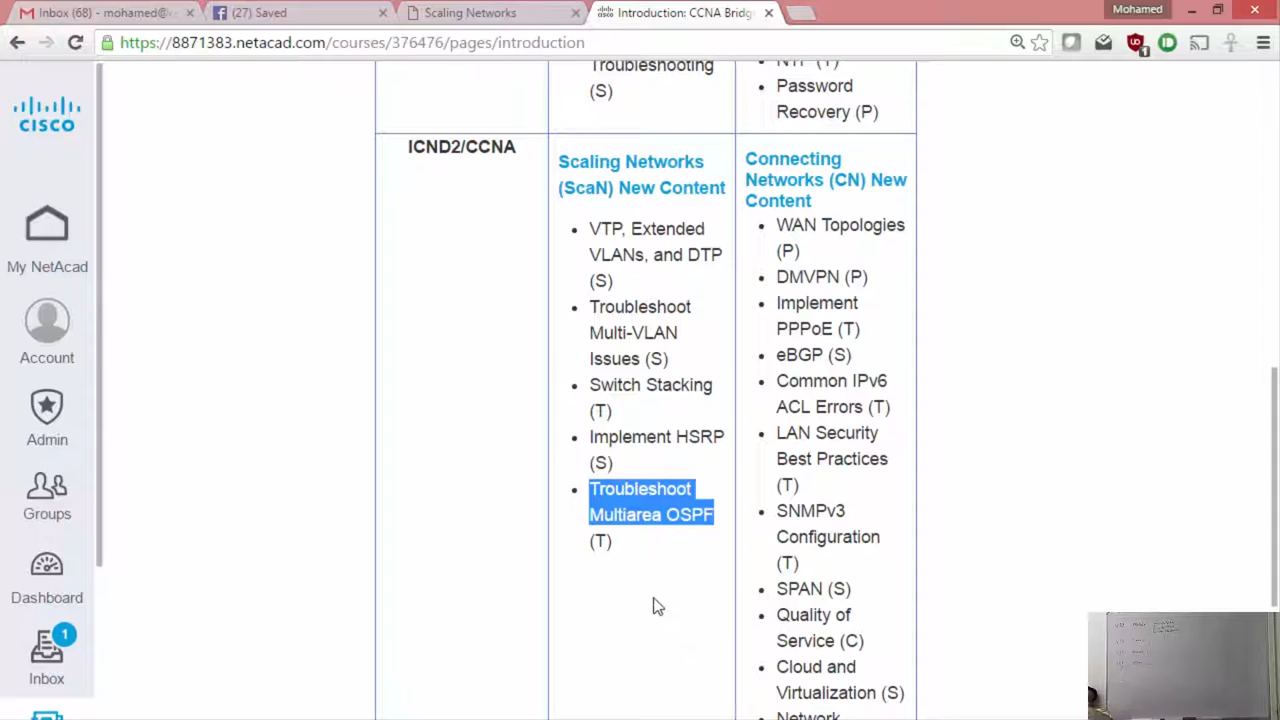 Inbox (68) - mohamed@
(27) Saved
Scaling Networks
Introduction: CCNA Bridg
Mohamed
https://8871383.netacad.com/courses/376476/pages/introduction
1
CISCO
My NetAcad
Account
Admin
Groups
Dashboard
1
Inbox
Troubleshooting
(S)
NTP (T)
• Password
Recovery (P)
ICND2/CCNA
Scaling Networks
(ScaN) New Content
• VTP, Extended
VLANs, and DTP
(S)
• Troubleshoot
Multi-VLAN
Issues (S)
• Switch Stacking
(T)
• Implement HSRP
(S)
• Troubleshoot
Multiarea OSPF
(T)
Connecting
Networks (CN) New
Content
• WAN Topologies
(P)
• DMVPN (P)
• Implement
PPPoE (T)
• eBGP (S)
• Common IPv6
ACL Errors (T)
• LAN Security
Best Practices
(T)
• SNMPv3
Configuration
(T)
• SPAN (S)
• Quality of
Service (C)
• Cloud and
Virtualization (S)
• Network